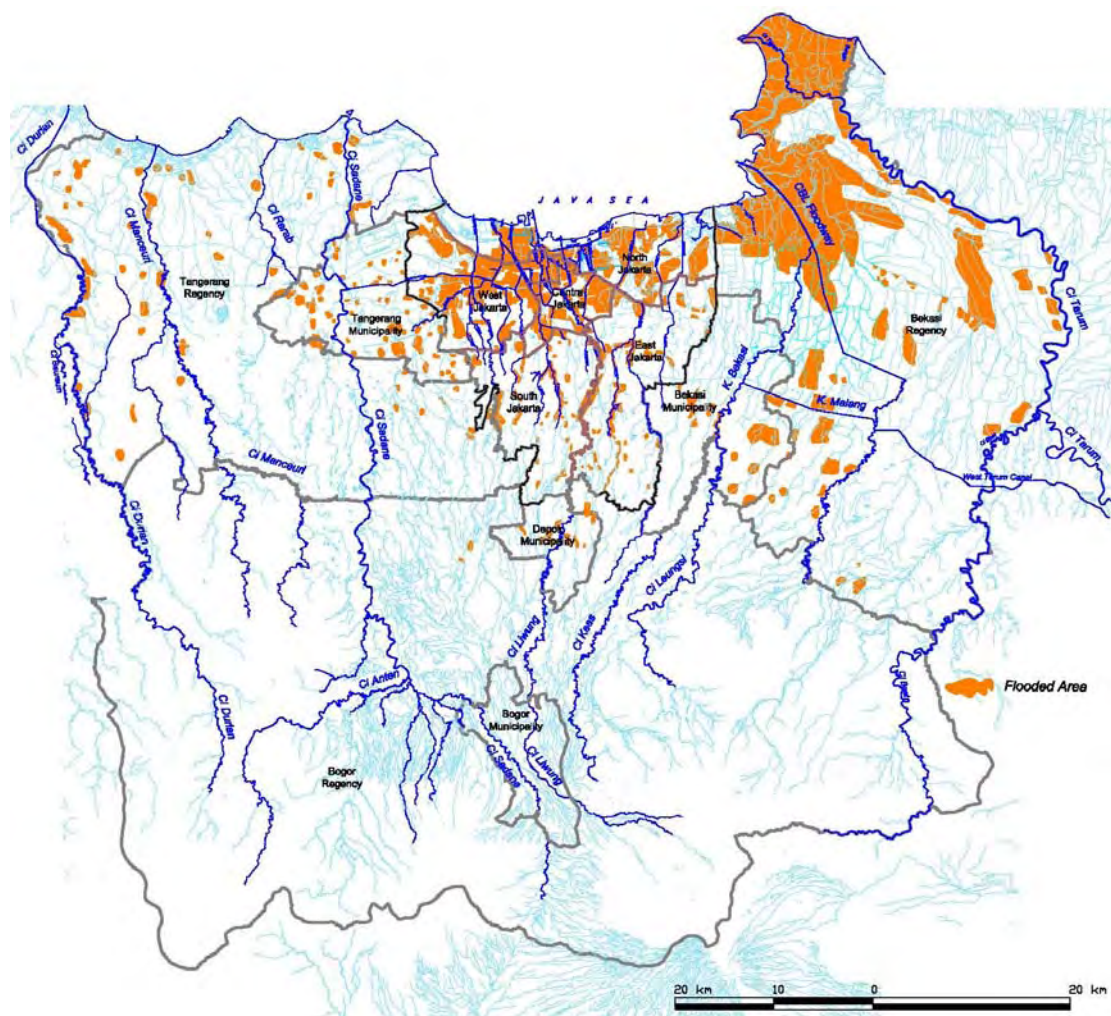 Ci Durian
Ci Manceuri
Ci Rarab
Ci Sadane
JAVA SEA
CBL Floodway
Ci Tarum
North
Jakarta
West
Jakarta
Jakarta
East
Jakarta
South
Jakarta
Tangerang
Regency
Tangerang
Municipality
Bekasi
Regency
K. Bekasi
Bekasi
Municipality
K. Malang
Ci Tarum
West Tarum Canal
Ci Sadane
Ci Manceuri
Ci Durian
Municipality
Ci Leungsi
Ci Liwung
Ci Keas
Ci Anten
Ci Durian
Bogor
Municipality
Ci Sadane
Ci Liwung
Bogor
Regency
Flooded Area
20 km 10 0 20 km